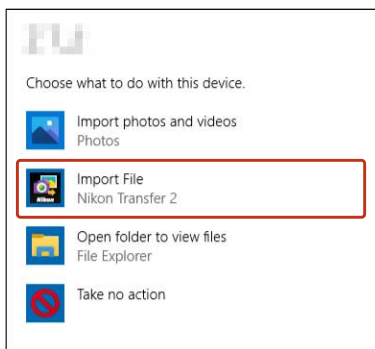 Choose what to do with this device.
Import photos and videos
Photos
Import File
Nikon Transfer 2
Open folder to view files
File Explorer
Take no action